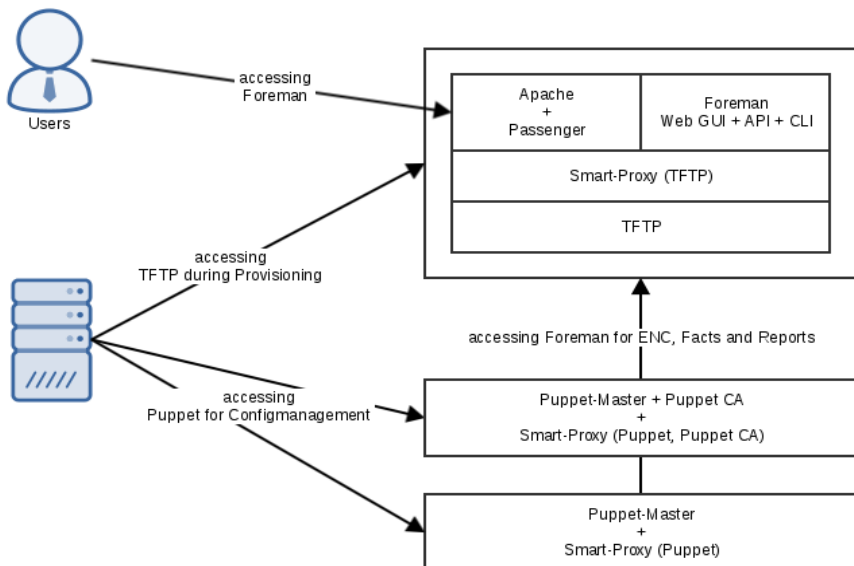 Users
accessing
Foreman
Apache
+
Passenger
Foreman
Web GUI + API + CLI
Smart-Proxy (TFTP)
TFTP
accessing
TFTP during Provisioning
accessing Foreman for ENC, Facts and Reports
accessing
Puppet for Configmanagement
Puppet-Master + Puppet CA
+
Smart-Proxy (Puppet, Puppet CA)
Puppet-Master
+
Smart-Proxy (Puppet)